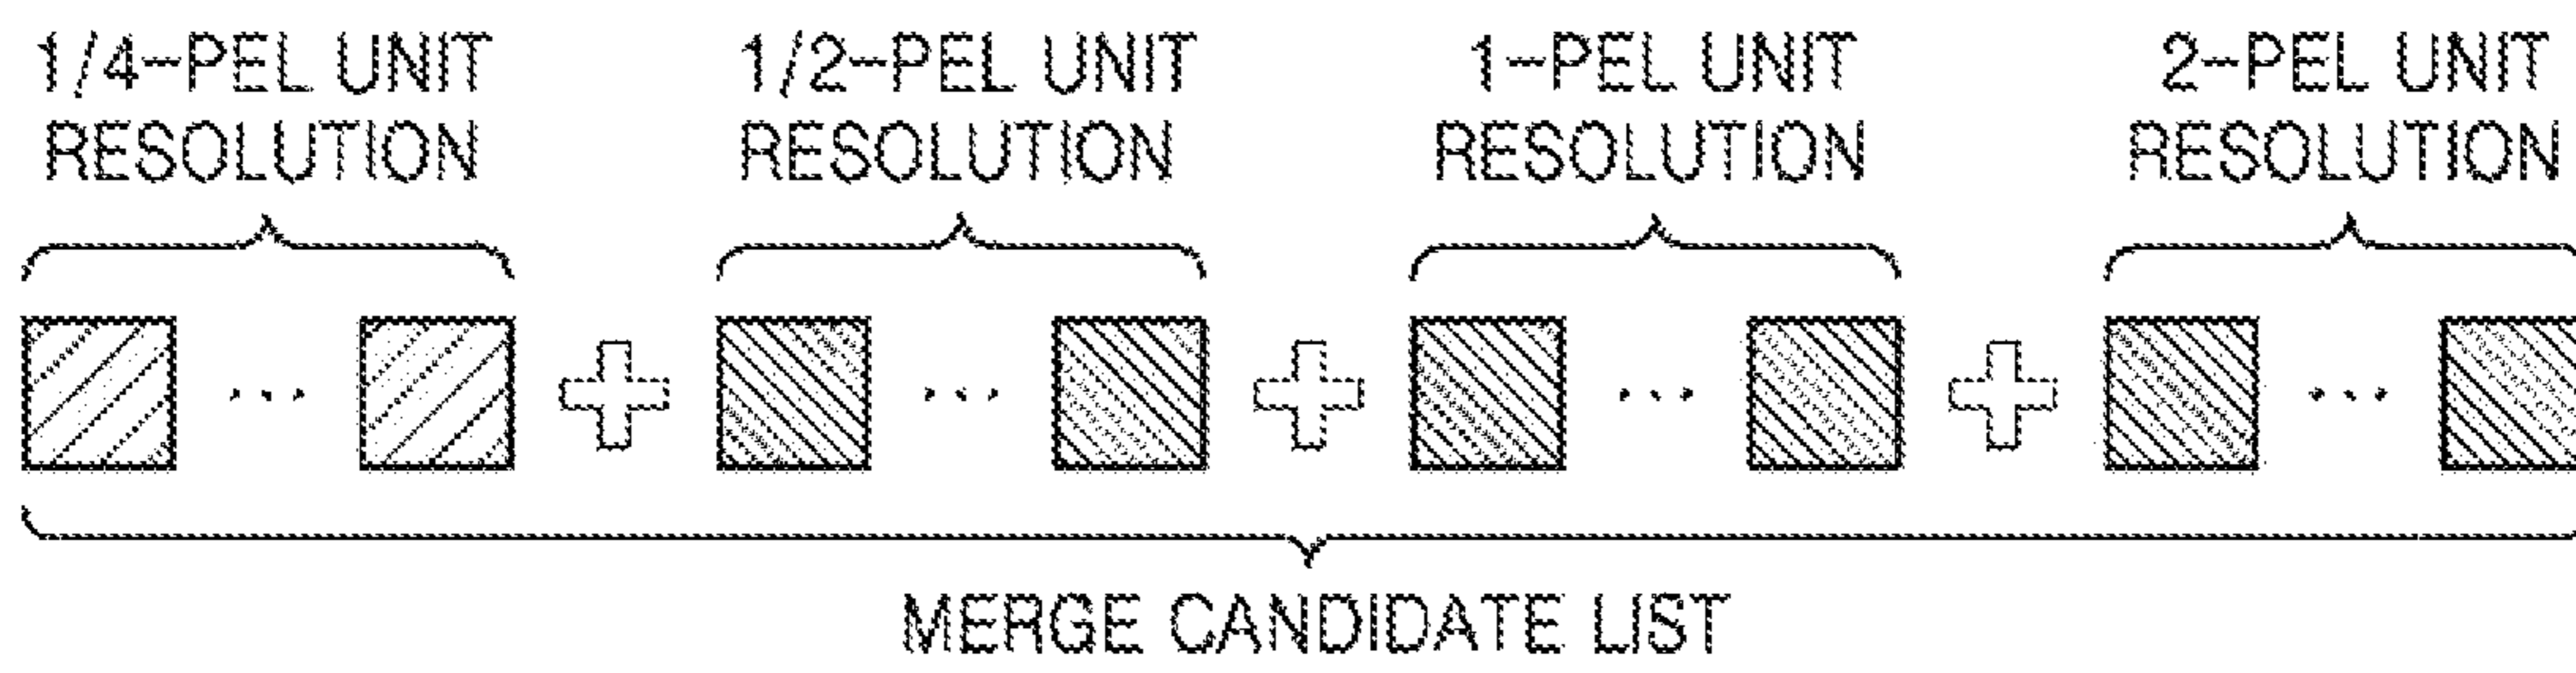 1/4-PEL UNIT
RESOLUTION
1/2-PEL UNIT
RESOLUTION
1-PEL UNIT
RESOLUTION
2-PEL UNIT
RESOLUTION
MERGE CANDIDATE LIST